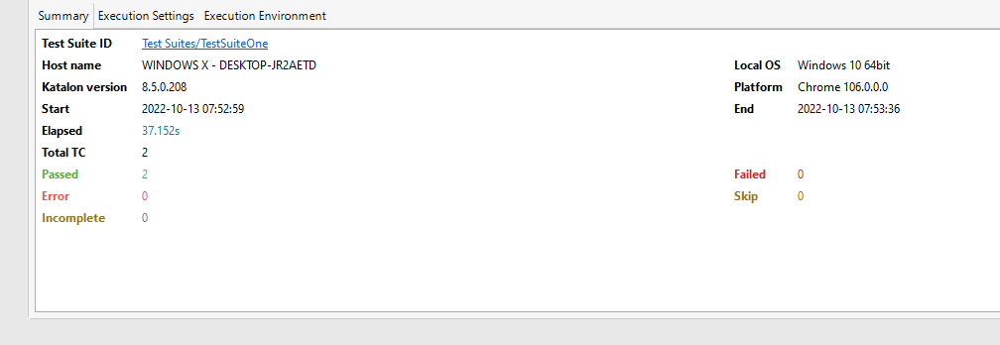 Summary Execution Settings Execution Environment
Test Suite ID Test Suites/TestSuiteOne
Host name WINDOWS X - DESKTOP-JR2AETD Local OS Windows 10 64bit
Katalon version 8.5.0.208 Platform Chrome 106.0.0.0
Start 2022-10-13 07:52:59 End 2022-10-13 07:53:36
Elapsed 37.152s
Total TC 2
Passed 2 Failed 0
Error 0 Skip 0
Incomplete 0